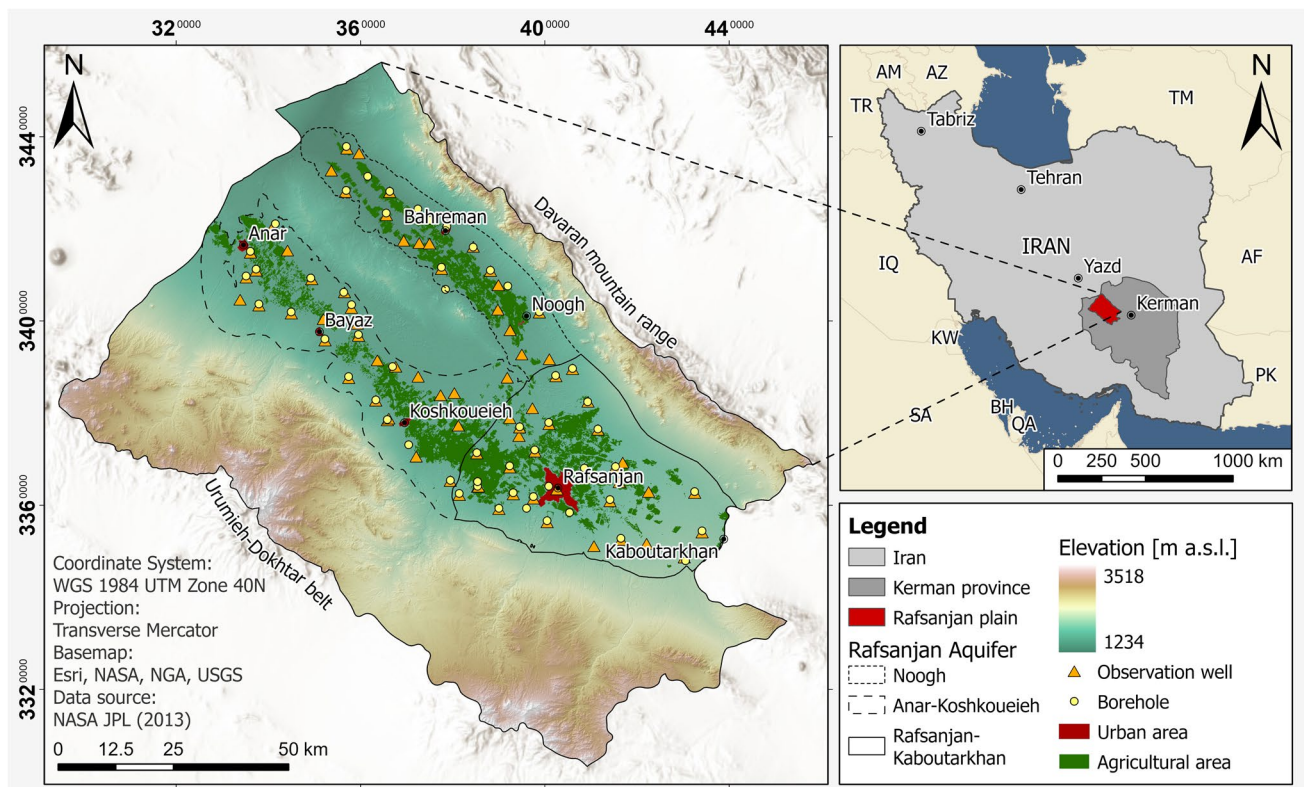 32⁰⁰⁰⁰ 36⁰⁰⁰⁰ 40⁰⁰⁰⁰ 44⁰⁰⁰⁰
N
344⁰⁰⁰⁰
340⁰⁰⁰⁰
336⁰⁰⁰⁰
332⁰⁰⁰⁰
Bahreman
Anar
Davaran mountain range
Noogh
Bayaz
Koshkoueieh
Rafsanjan
Urumieh-Dokhtar belt
Kaboutarkhan
Coordinate System:
WGS 1984 UTM Zone 40N
Projection:
Transverse Mercator
Basemap:
Esri, NASA, NGA, USGS
Data source:
NASA JPL (2013)
0 12.5 25 50 km
N
AM AZ
TR
TM
Tabriz
Tehran
IRAN
IQ
Yazd
AF
Kerman
KW
PK
SA
BH
QA
0 250 500 1000 km
Legend
Iran
Kerman province
Rafsanjan plain
Rafsanjan Aquifer
Noogh
Anar-Koshkoueieh
Rafsanjan-
Kaboutarkhan
Elevation [m a.s.l.]
3518
1234
Observation well
Borehole
Urban area
Agricultural area